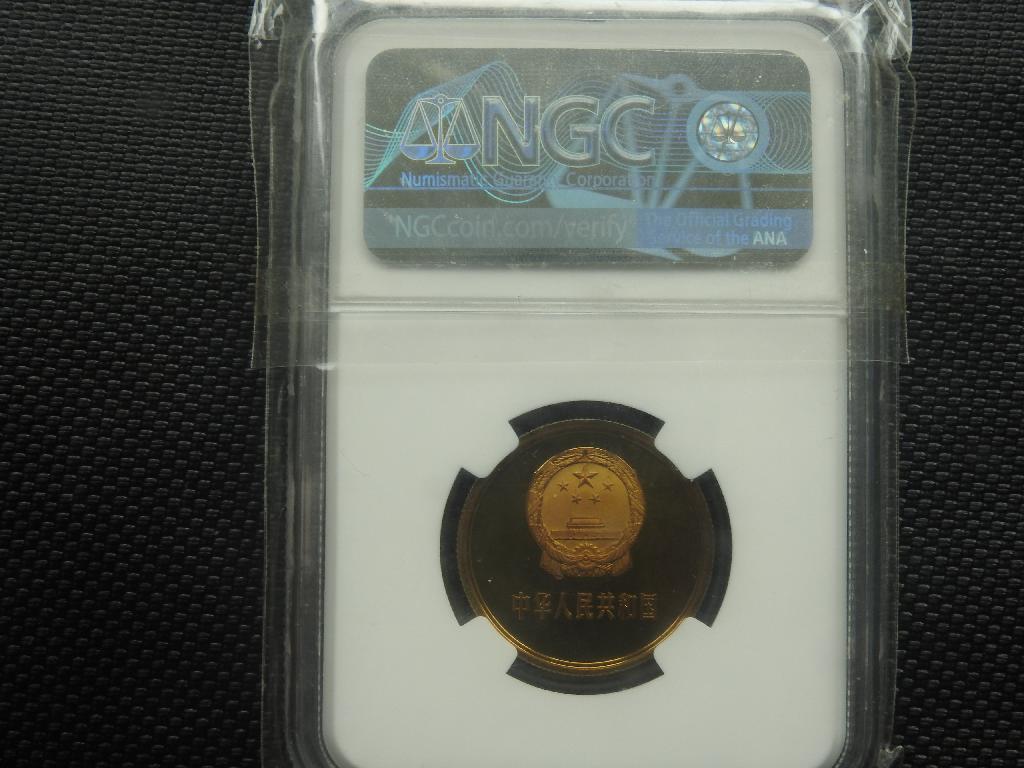 NGC
Numismatic Guaranty Corporation
NGCcoin.com/verify
The Official Grading
Service of the ANA
中华人民共和国